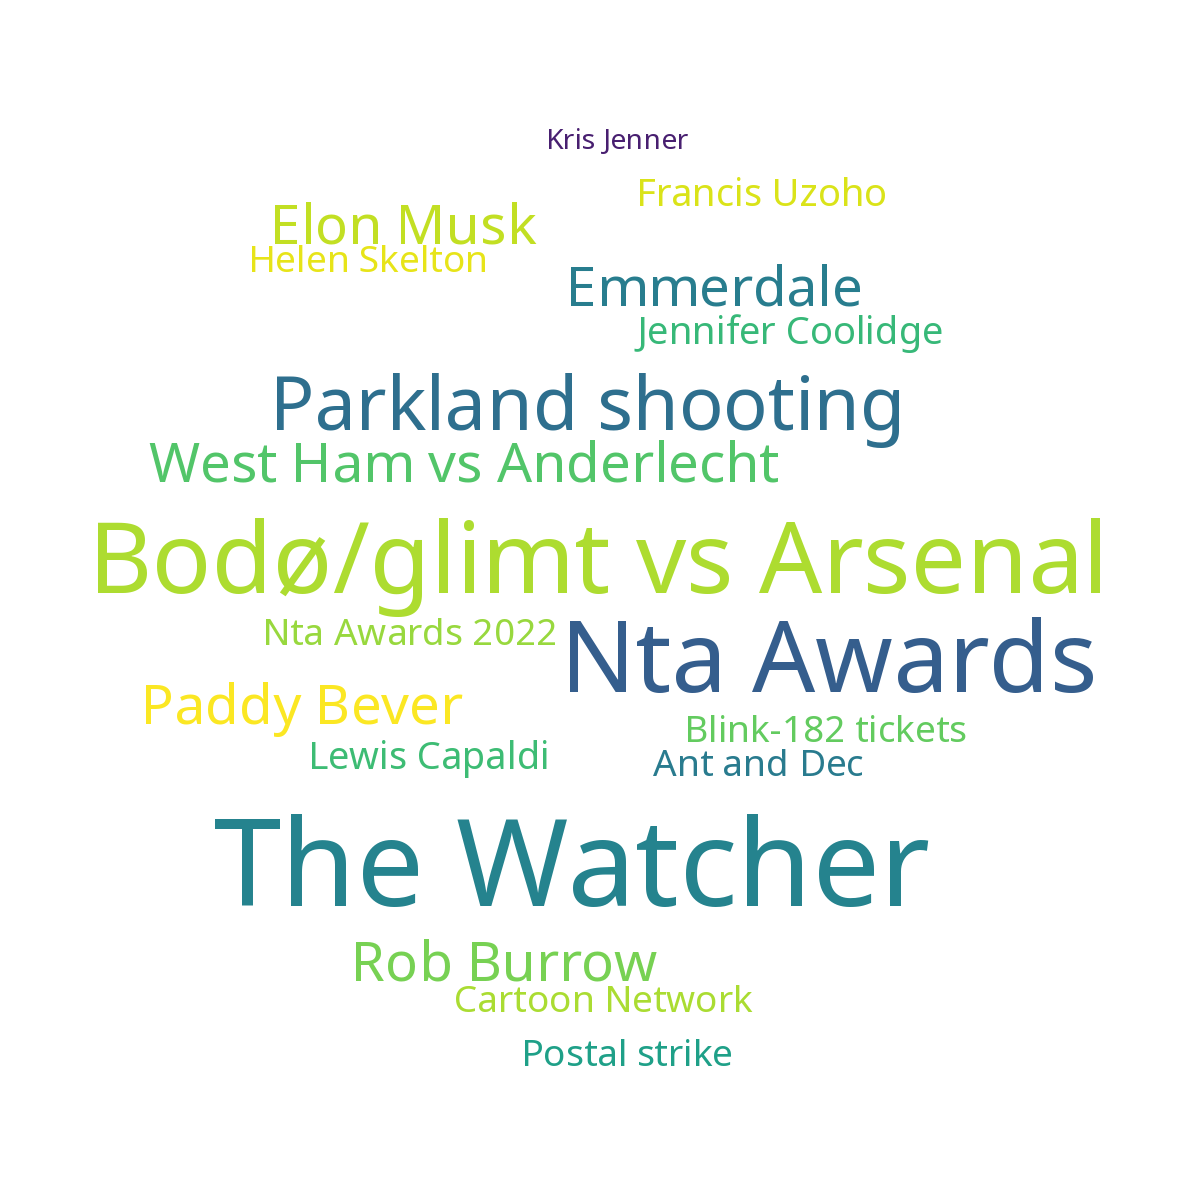 Kris Jenner
Francis Uzoho
Elon Musk
Helen Skelton
Emmerdale
Jennifer Coolidge
Parkland shooting
West Ham vs Anderlecht
Bodø/glimt vs Arsenal
Nta Awards 2022
Nta Awards
Paddy Bever
Blink-182 tickets
Lewis Capaldi
Ant and Dec
The Watcher
Rob Burrow
Cartoon Network
Postal strike